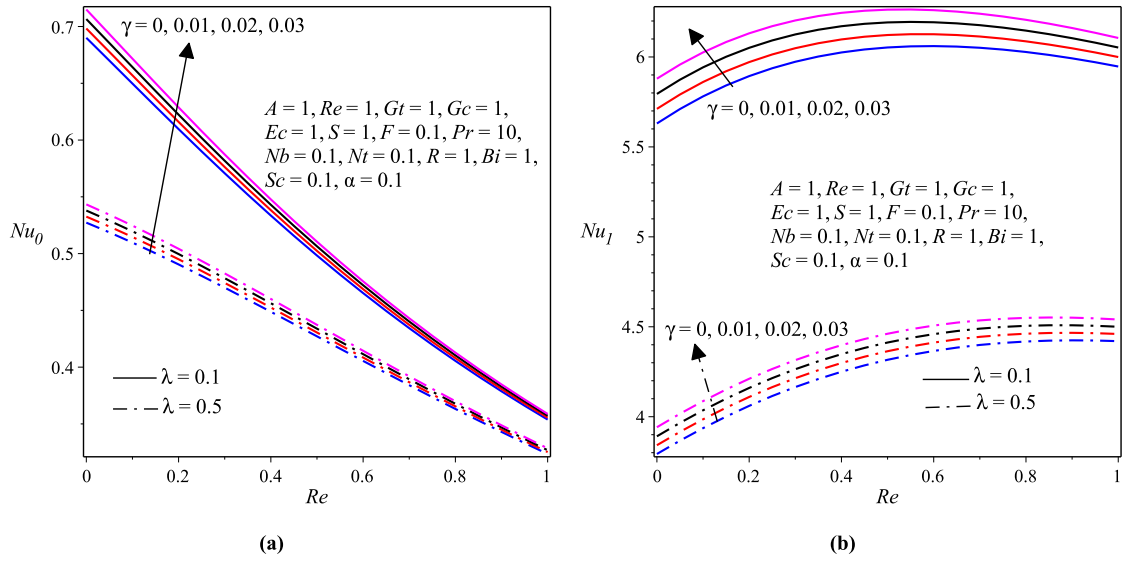 0.7
γ = 0, 0.01, 0.02, 0.03
A = 1, Re = 1, Gt = 1, Gc = 1,
Ec = 1, S = 1, F = 0.1, Pr = 10,
Nb = 0.1, Nt = 0.1, R = 1, Bi = 1,
Sc = 0.1, α = 0.1
0.6
Nu0
0.5
0.4
λ = 0.1
λ = 0.5
0 0.2 0.4 0.6 0.8 1
Re
(a)
6
γ = 0, 0.01, 0.02, 0.03
5.5
A = 1, Re = 1, Gt = 1, Gc = 1,
Ec = 1, S = 1, F = 0.1, Pr = 10,
Nb = 0.1, Nt = 0.1, R = 1, Bi = 1,
Sc = 0.1, α = 0.1
Nu1
5
4.5
γ = 0, 0.01, 0.02, 0.03
4
λ = 0.1
λ = 0.5
0 0.2 0.4 0.6 0.8 1
Re
(b)